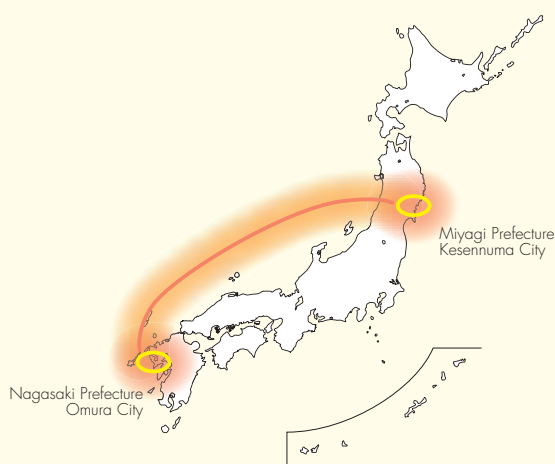 Miyagi Prefecture
Kesennuma City
Nagasaki Prefecture
Omura City